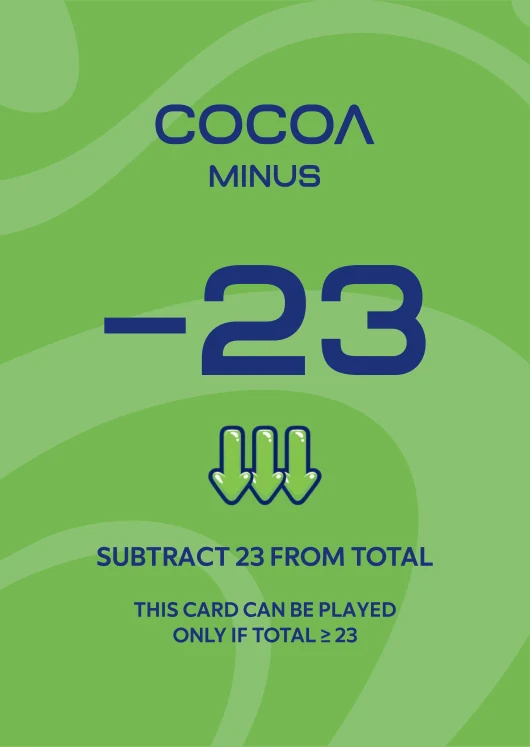 COCOA
MINUS
–23
SUBTRACT 23 FROM TOTAL
THIS CARD CAN BE PLAYED
ONLY IF TOTAL ≥ 23